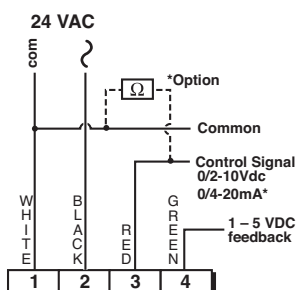 24 VAC
com
Ω
*Option
Common
Control Signal
0/2-10Vdc
0/4-20mA*
WHITE
BLACK
RED
GREEN
1 – 5 VDC
feedback
1 2 3 4